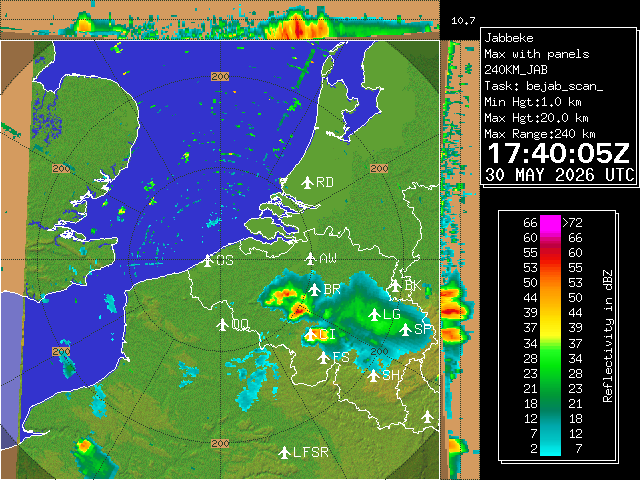 10.7
Jabbeke
Max with panels
240KM_JAB
Task: bejab_scan_
Min Hgt:1.0 km
Max Hgt:20.0 km
Max Range:240 km
17:40:05Z
30 MAY 2026 UTC
200
200
200
RD
OS
AW
BR
BK
LG
QQ
CI
SP
FS
200
200
SH
200
LFSR
66 >72
60 66
55 60
53 55
50 53
44 50
39 44
37 39
34 37
28 34
24 28
21 24
18 21
12 18
7 12
2 7
Reflectivity in dBZ